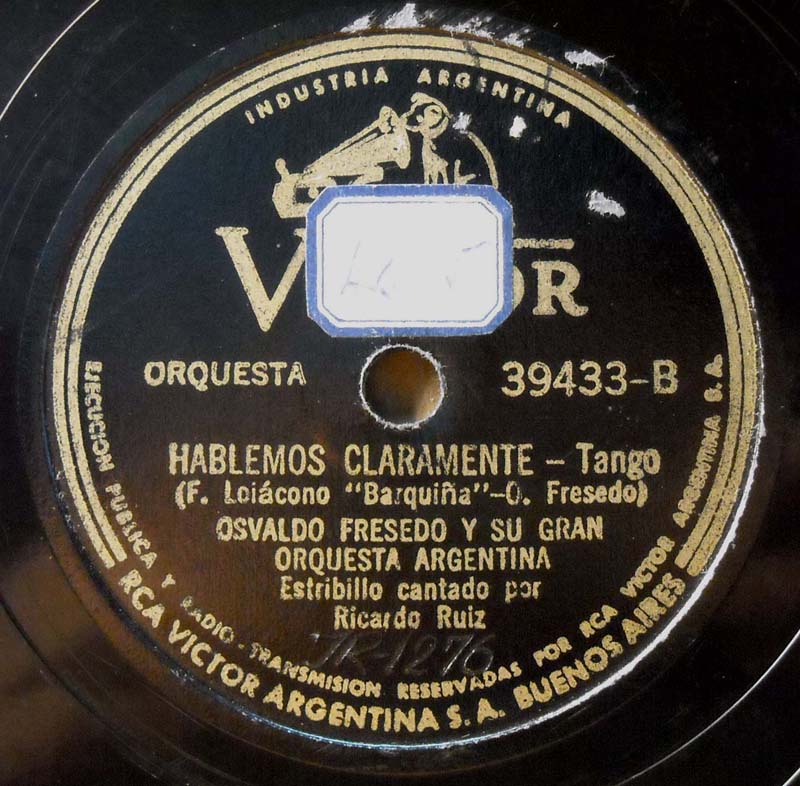 INDUSTRIA ARGENTINA
ORQUESTA
39433-B
HABLEMOS CLARAMENTE – Tango
(F. Loiácono "Barquiña"-O. Fresedo)
OSVALDO FRESEDO Y SU GRAN
ORQUESTA ARGENTINA
Estribillo cantado por
Ricardo Ruiz
EJECUCION PUBLICA Y RADIO-TRANSMISION RESERVADAS POR RCA VICTOR ARGENTINA S.A.
RCA VICTOR ARGENTINA S.A. BUENOS AIRES